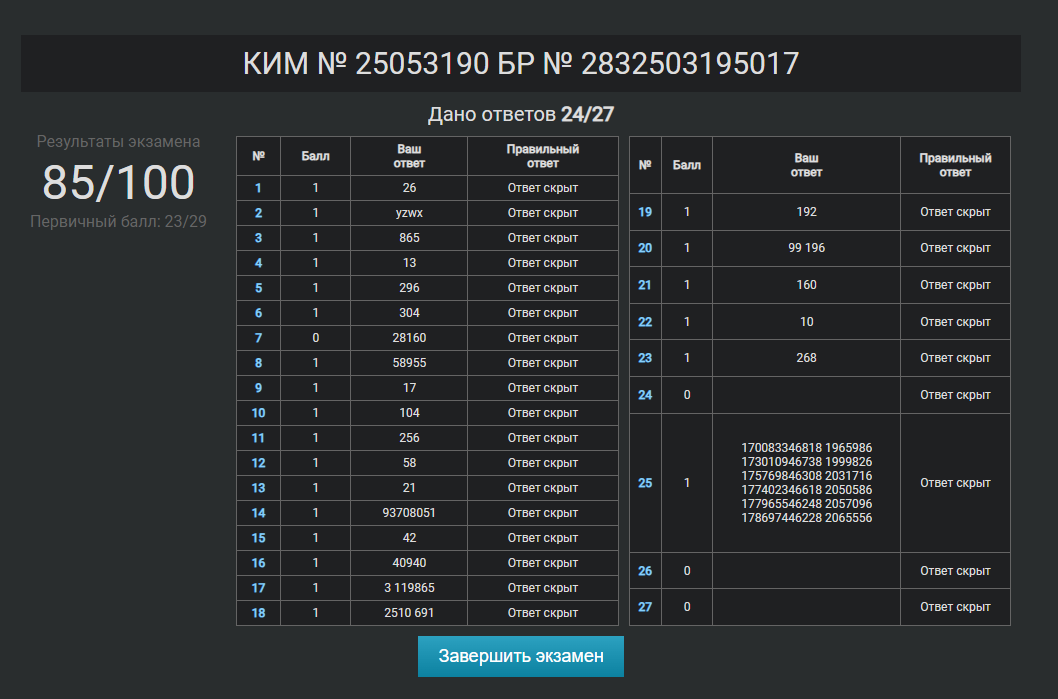 КИМ № 25053190 БР № 2832503195017
Дано ответов 24/27
Результаты экзамена
85/100
Первичный балл: 23/29
№ Балл Ваш ответ Правильный ответ
1 1 26 Ответ скрыт
2 1 yzwx Ответ скрыт
3 1 865 Ответ скрыт
4 1 13 Ответ скрыт
5 1 296 Ответ скрыт
6 1 304 Ответ скрыт
7 0 28160 Ответ скрыт
8 1 58955 Ответ скрыт
9 1 17 Ответ скрыт
10 1 104 Ответ скрыт
11 1 256 Ответ скрыт
12 1 58 Ответ скрыт
13 1 21 Ответ скрыт
14 1 93708051 Ответ скрыт
15 1 42 Ответ скрыт
16 1 40940 Ответ скрыт
17 1 3 119865 Ответ скрыт
18 1 2510 691 Ответ скрыт
№ Балл Ваш ответ Правильный ответ
19 1 192 Ответ скрыт
20 1 99 196 Ответ скрыт
21 1 160 Ответ скрыт
22 1 10 Ответ скрыт
23 1 268 Ответ скрыт
24 0 Ответ скрыт
170083346818 1965986
173010946738 1999826
175769846308 2031716
25 1 177402346618 2050586 Ответ скрыт
177965546248 2057096
178697446228 2065556
26 0 Ответ скрыт
27 0 Ответ скрыт
Завершить экзамен